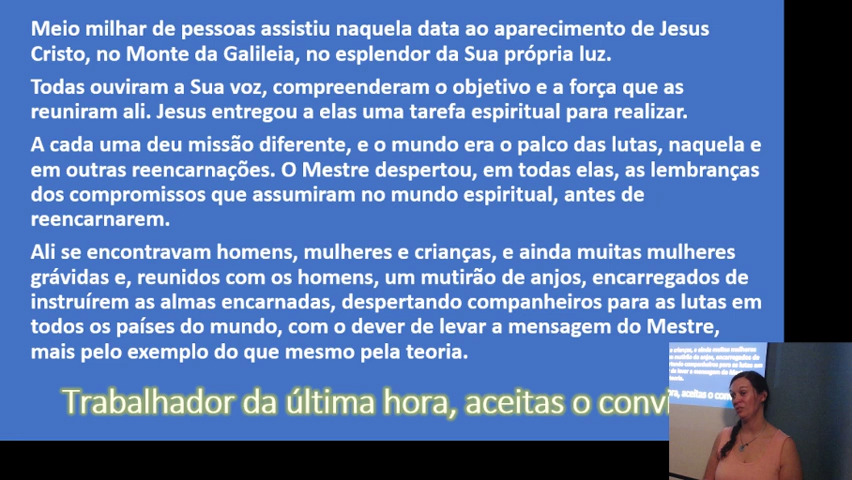 Meio milhar de pessoas assistiu naquela data ao aparecimento de Jesus
Cristo, no Monte da Galileia, no esplendor da Sua própria luz.
Todas ouviram a Sua voz, compreenderam o objetivo e a força que as
reuniram ali. Jesus entregou a elas uma tarefa espiritual para realizar.
A cada uma deu missão diferente, e o mundo era o palco das lutas, naquela e
em outras reencarnações. O Mestre despertou, em todas elas, as lembranças
dos compromissos que assumiram no mundo espiritual, antes de
reencarnarem.
Ali se encontravam homens, mulheres e crianças, e ainda muitas mulheres
grávidas e, reunidos com os homens, um mutirão de anjos, encarregados de
instruírem as almas encarnadas, despertando companheiros para as lutas em
todos os países do mundo, com o dever de levar a mensagem do Mestre,
mais pelo exemplo do que mesmo pela teoria.
Trabalhador da última hora, aceitas o